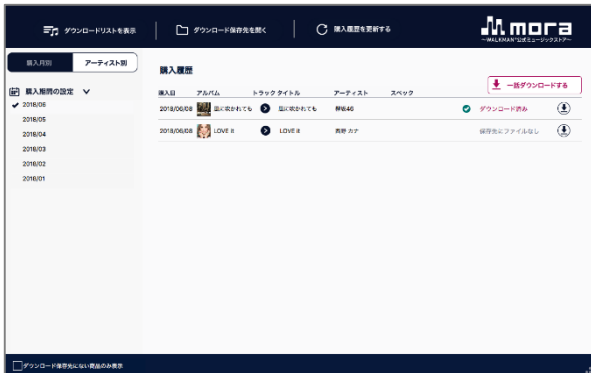 ダウンロードリストを表示
ダウンロード保存先を開く
購入履歴を更新する
mora
～WALKMAN®公式ミュージックストア～
購入月別 アーティスト別
購入期間の設定
2018/06
2018/05
2018/04
2018/03
2018/02
2018/01
購入履歴
一括ダウンロードする
購入日 アルバム トラックタイトル アーティスト スペック
2018/06/08 風に吹かれても 風に吹かれても 欅坂46 ダウンロード済み
2018/06/08 LOVE it LOVE it 西野 カナ 保存先にファイルなし
ダウンロード保存先にない商品のみ表示